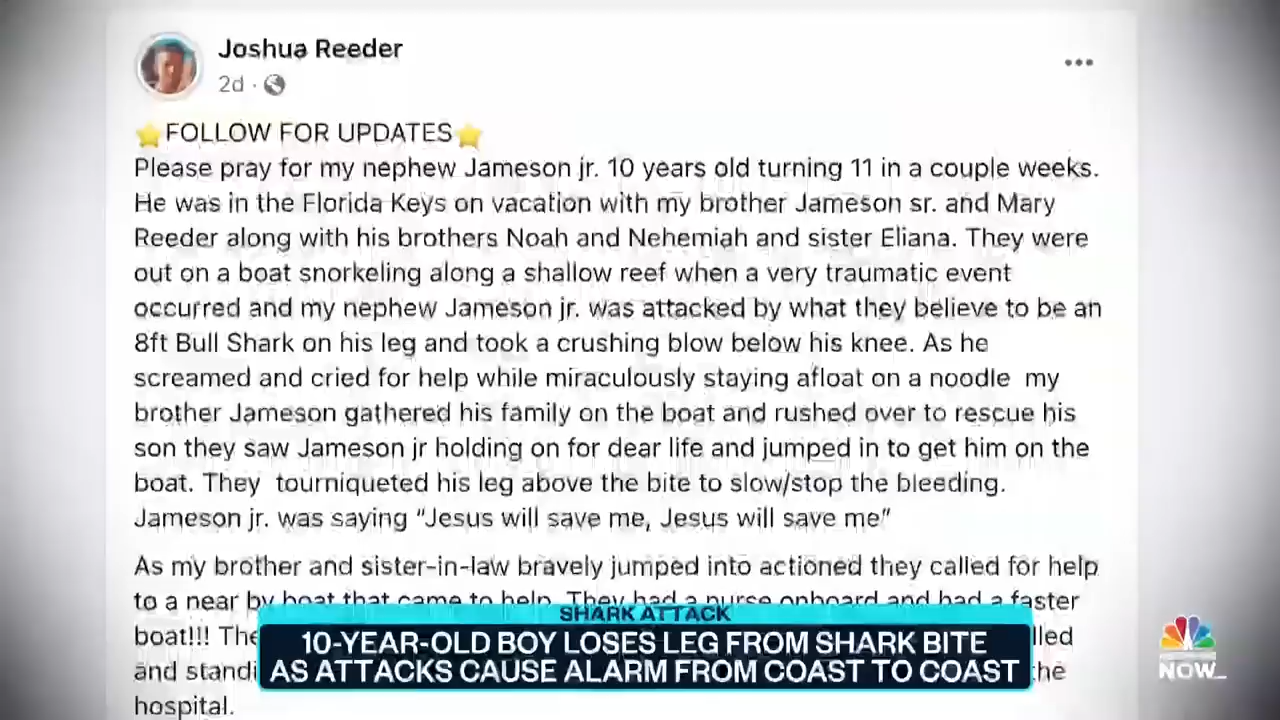 Joshua Reeder
2d ·
FOLLOW FOR UPDATES
Please pray for my nephew Jameson jr. 10 years old turning 11 in a couple weeks.
He was in the Florida Keys on vacation with my brother Jameson sr. and Mary
Reeder along with his brothers Noah and Nehemiah and sister Eliana. They were
out on a boat snorkeling along a shallow reef when a very traumatic event
occurred and my nephew Jameson jr. was attacked by what they believe to be an
8ft Bull Shark on his leg and took a crushing blow below his knee. As he
screamed and cried for help while miraculously staying afloat on a noodle my
brother Jameson gathered his family on the boat and rushed over to rescue his
son they saw Jameson jr holding on for dear life and jumped in to get him on the
boat. They tourniqueted his leg above the bite to slow/stop the bleeding.
Jameson jr. was saying “Jesus will save me, Jesus will save me”
As my brother and sister-in-law bravely jumped into actioned they called for help
to a near by boat that came to help. They had a nurse onboard and had a faster
boat!!!
and
hospital.
SHARK ATTACK
10-YEAR-OLD BOY LOSES LEG FROM SHARK BITE
AS ATTACKS CAUSE ALARM FROM COAST TO COAST
NOW